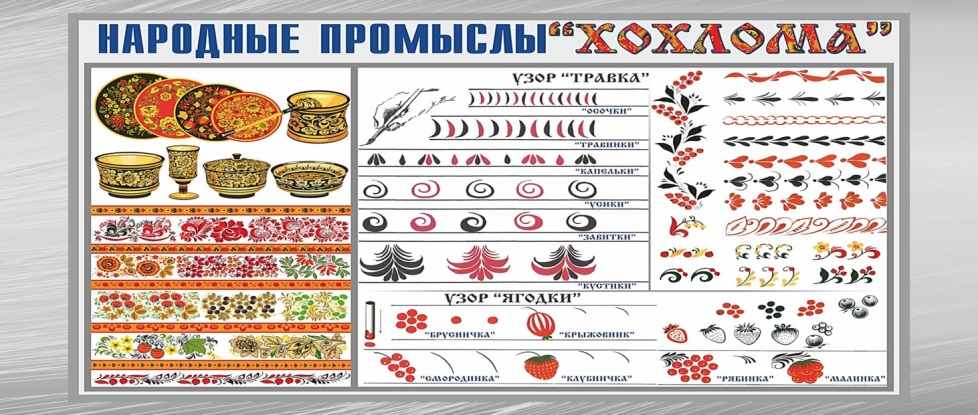 НАРОДНЫЕ ПРОМЫСЛЫ "ХОХЛОМА"
УЗОР "ТРАВКА"
"ОСОЧКИ"
"ТРАВИНКИ"
"КАПЕЛЬКИ"
"УСИКИ"
"ЗАВИТКИ"
"КУСТИКИ"
УЗОР "ЯГОДКИ"
"БРУСНИЧКА" "КРЫЖОВНИК"
"СМОРОДИНКА" "КЛУБНИЧКА" "РЯБИНКА" "МАЛИНКА"